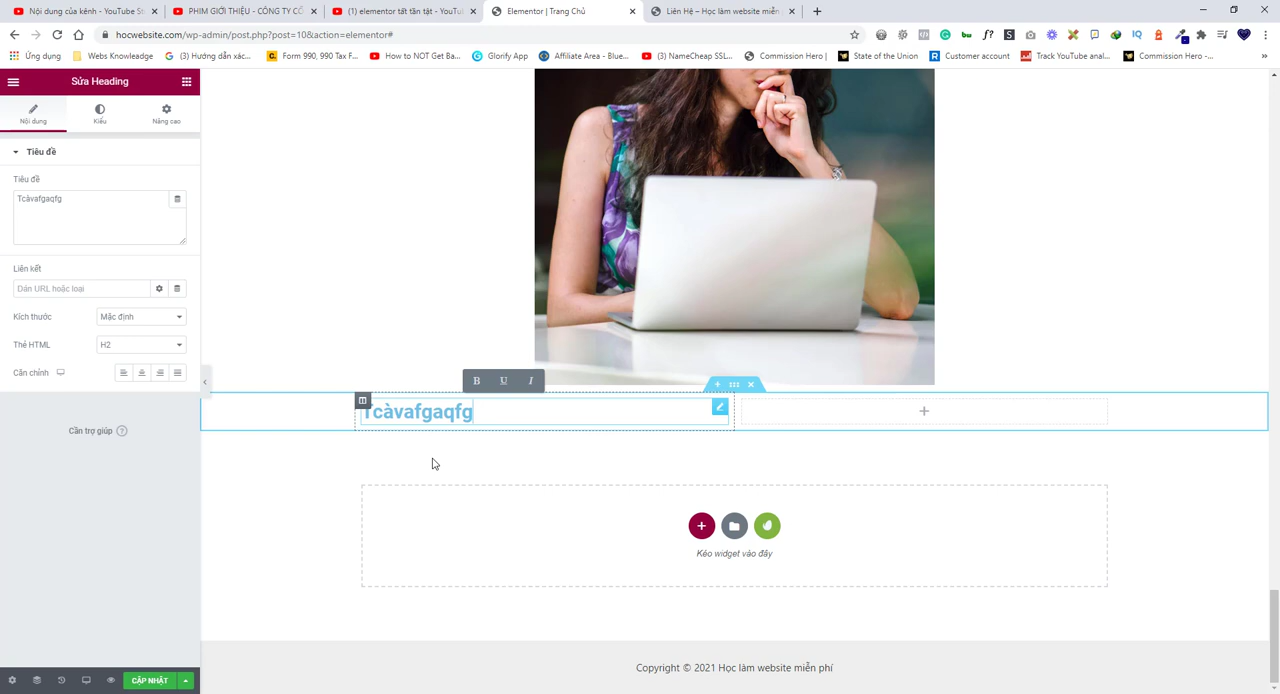 Nội dung của kênh - YouTube St
PHIM GIỚI THIỆU - CÔNG TY CỔ
(1) elementor tất tần tật - YouTu
Elementor | Trang Chủ
Liên Hệ – Học làm website miễn
hocwebsite.com/wp-admin/post.php?post=10&action=elementor#
Ứng dụng
Webs Knowleadge
(3) Hướng dẫn xác...
Form 990, 990 Tax F...
How to NOT Get Ba...
Glorify App
Affiliate Area - Blue...
(3) NameCheap SSL...
Commission Hero |
State of the Union
Customer account
Track YouTube anal...
Commission Hero -...
Sửa Heading
Nội dung
Kiểu
Nâng cao
Tiêu đề
Tiêu đề
Tcàvafgaqfg
Liên kết
Dán URL hoặc loại
Kích thước
Mặc định
Thẻ HTML
H2
Căn chỉnh
Cần trợ giúp ?
CẬP NHẬT
B U I
Tcàvafgaqfg
Kéo widget vào đây
Copyright © 2021 Học làm website miễn phí